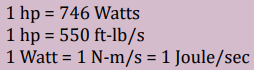 1 hp = 746 Watts
1 hp = 550 ft-lb/s
1 Watt = 1 N-m/s = 1 Joule/sec